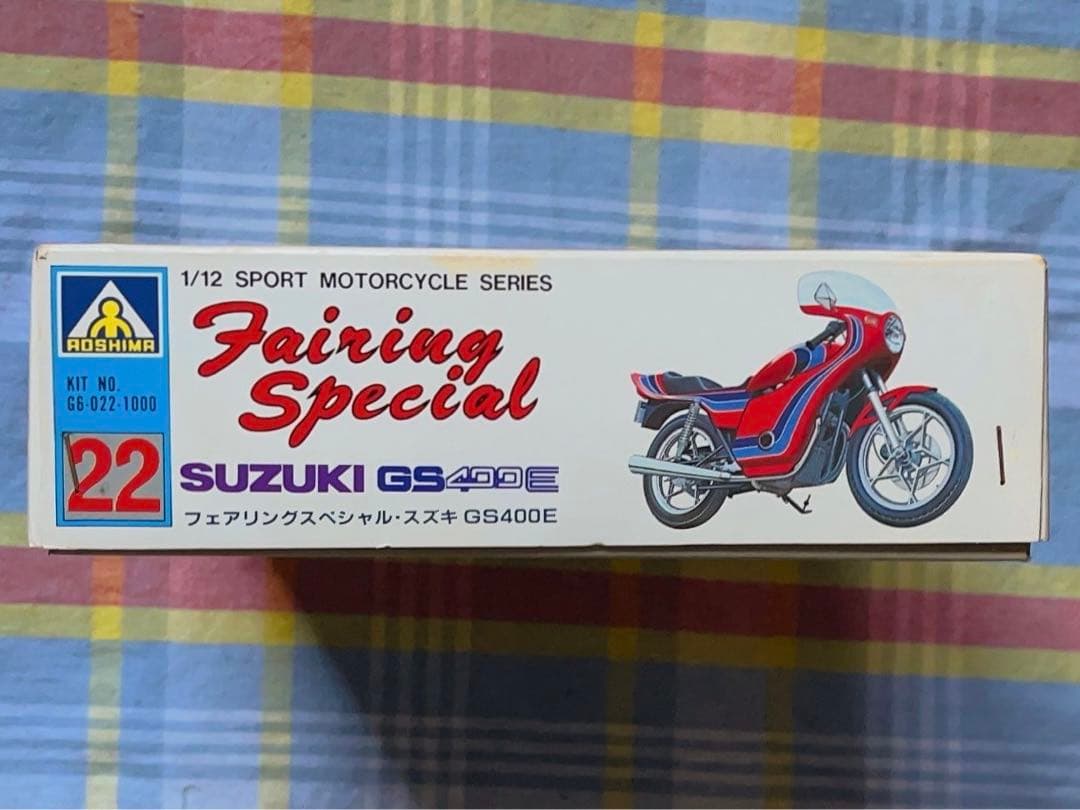 1/12 SPORT MOTORCYCLE SERIES
Fairing
Special
AOSHIMA
KIT NO.
G6-022-1000
22
SUZUKI GS400E
フェアリングスペシャル・スズキ GS400E